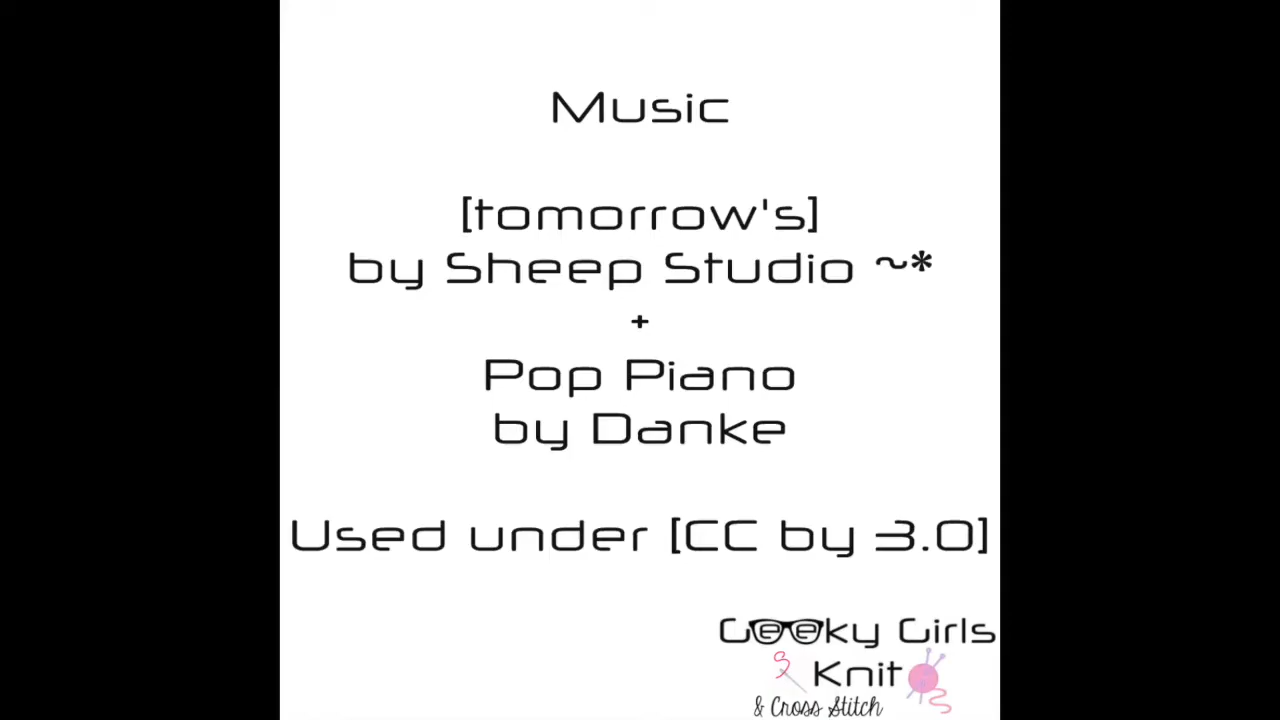 Music
[tomorrow's]
by Sheep Studio ~*
+
Pop Piano
by Danke
Used under [CC by 3.0]
Geeky Girls
Knit
& Cross Stitch